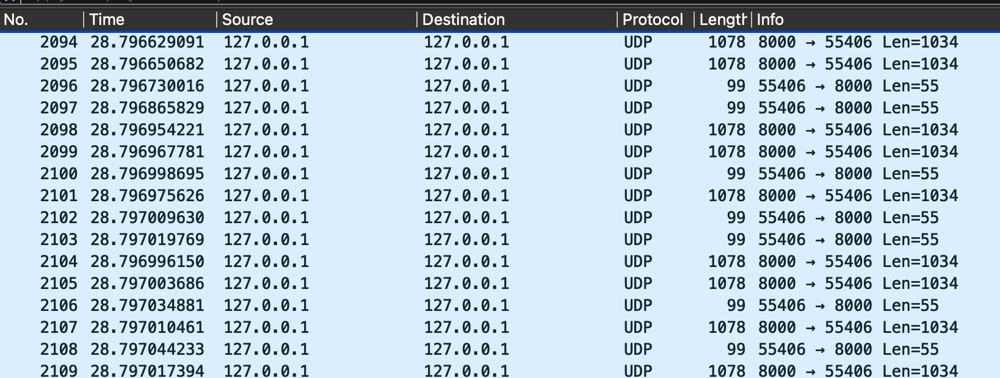 No. Time Source Destination Protocol Length Info
2094 28.796629091 127.0.0.1 127.0.0.1 UDP 1078 8000 → 55406 Len=1034
2095 28.796650682 127.0.0.1 127.0.0.1 UDP 1078 8000 → 55406 Len=1034
2096 28.796730016 127.0.0.1 127.0.0.1 UDP 99 55406 → 8000 Len=55
2097 28.796865829 127.0.0.1 127.0.0.1 UDP 99 55406 → 8000 Len=55
2098 28.796954221 127.0.0.1 127.0.0.1 UDP 1078 8000 → 55406 Len=1034
2099 28.796967781 127.0.0.1 127.0.0.1 UDP 1078 8000 → 55406 Len=1034
2100 28.796998695 127.0.0.1 127.0.0.1 UDP 99 55406 → 8000 Len=55
2101 28.796975626 127.0.0.1 127.0.0.1 UDP 1078 8000 → 55406 Len=1034
2102 28.797009630 127.0.0.1 127.0.0.1 UDP 99 55406 → 8000 Len=55
2103 28.797019769 127.0.0.1 127.0.0.1 UDP 99 55406 → 8000 Len=55
2104 28.796996150 127.0.0.1 127.0.0.1 UDP 1078 8000 → 55406 Len=1034
2105 28.797003686 127.0.0.1 127.0.0.1 UDP 1078 8000 → 55406 Len=1034
2106 28.797034881 127.0.0.1 127.0.0.1 UDP 99 55406 → 8000 Len=55
2107 28.797010461 127.0.0.1 127.0.0.1 UDP 1078 8000 → 55406 Len=1034
2108 28.797044233 127.0.0.1 127.0.0.1 UDP 99 55406 → 8000 Len=55
2109 28.797017394 127.0.0.1 127.0.0.1 UDP 1078 8000 → 55406 Len=1034